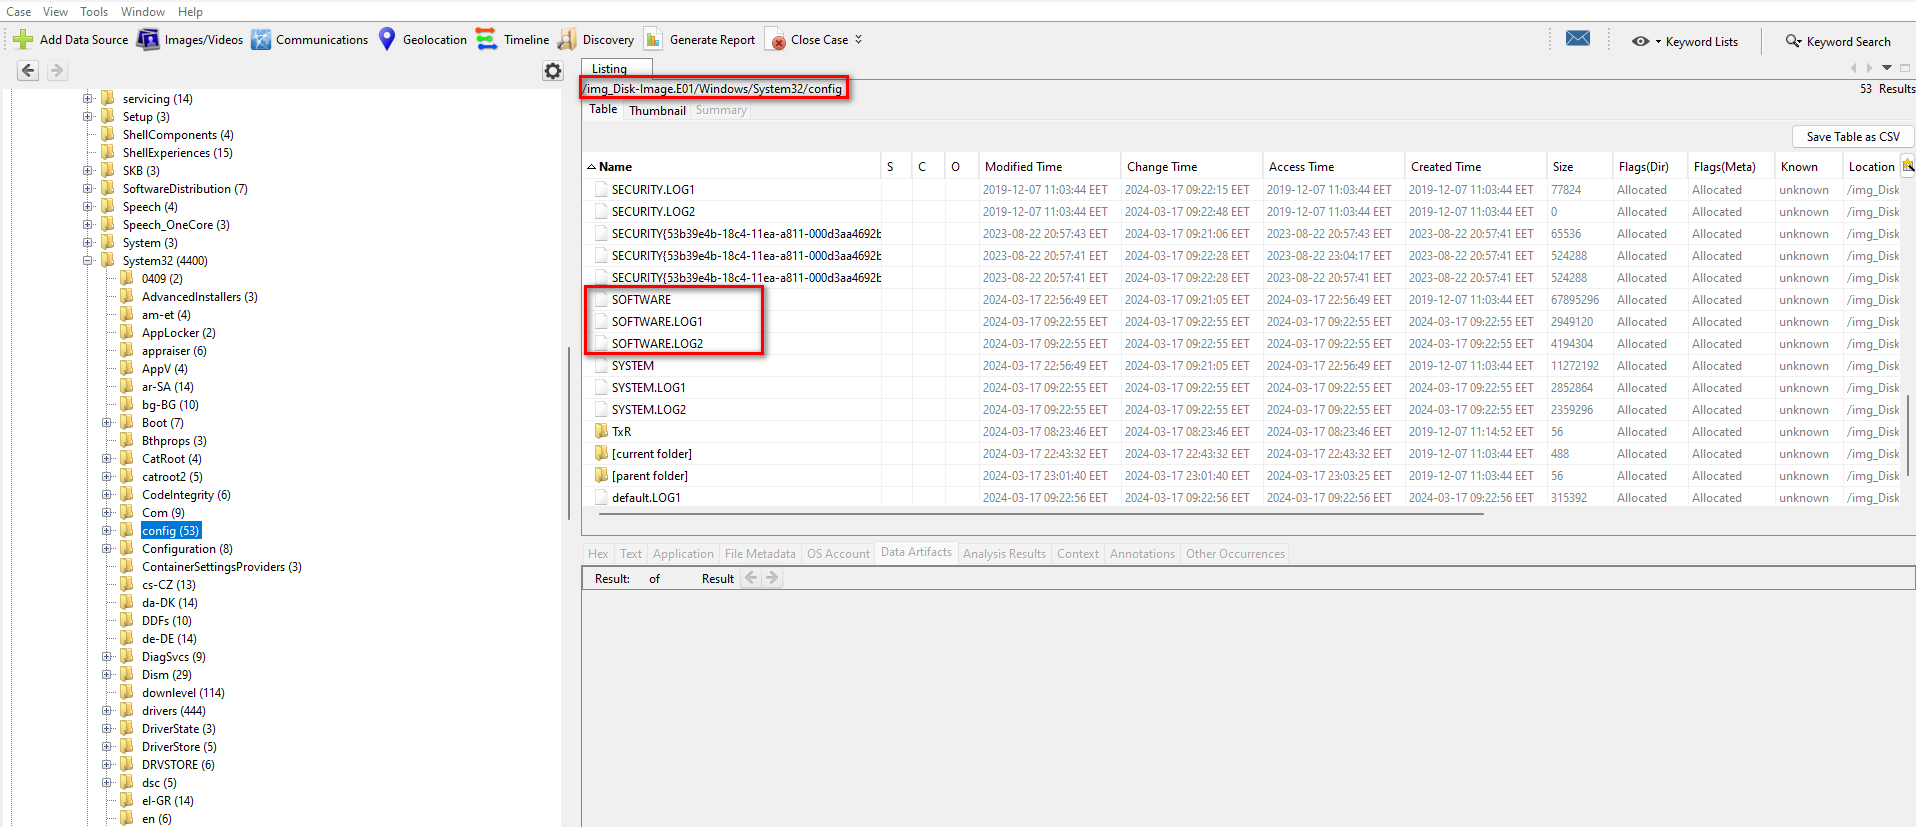 Case View Tools Window Help
Add Data Source Images/Videos Communications Geolocation Timeline Discovery Generate Report Close Case Keyword Lists Keyword Search
Listing
/img_Disk-Image.E01/Windows/System32/config
53 Results
Table Thumbnail Summary
Save Table as CSV
servicing (14)
Setup (3)
ShellComponents (4)
ShellExperiences (15)
SKB (3)
SoftwareDistribution (7)
Speech (4)
Speech_OneCore (3)
System (3)
System32 (4400)
0409 (2)
AdvancedInstallers (3)
am-et (4)
AppLocker (2)
appraiser (6)
AppV (4)
ar-SA (14)
bg-BG (10)
Boot (7)
Bthprops (3)
CatRoot (4)
catroot2 (5)
CodeIntegrity (6)
Com (9)
config (53)
Configuration (8)
ContainerSettingsProviders (3)
cs-CZ (13)
da-DK (14)
DDFs (10)
de-DE (14)
DiagSvcs (9)
Dism (29)
downlevel (114)
drivers (444)
DriverState (3)
DriverStore (5)
DRVSTORE (6)
dsc (5)
el-GR (14)
en (6)
Name S C O Modified Time Change Time Access Time Created Time Size Flags(Dir) Flags(Meta) Known Location
SECURITY.LOG1 2019-12-07 11:03:44 EET 2024-03-17 09:22:15 EET 2019-12-07 11:03:44 EET 2019-12-07 11:03:44 EET 77824 Allocated Allocated unknown /img_Disk
SECURITY.LOG2 2019-12-07 11:03:44 EET 2024-03-17 09:22:48 EET 2019-12-07 11:03:44 EET 2019-12-07 11:03:44 EET 0 Allocated Allocated unknown /img_Disk
SECURITY{53b39e4b-18c4-11ea-a811-000d3aa4692b 2023-08-22 20:57:43 EET 2024-03-17 09:21:06 EET 2023-08-22 20:57:43 EET 2023-08-22 20:57:41 EET 65536 Allocated Allocated unknown /img_Disk
SECURITY{53b39e4b-18c4-11ea-a811-000d3aa4692b 2023-08-22 20:57:41 EET 2024-03-17 09:22:28 EET 2023-08-22 23:04:17 EET 2023-08-22 20:57:41 EET 524288 Allocated Allocated unknown /img_Disk
SECURITY{53b39e4b-18c4-11ea-a811-000d3aa4692b 2023-08-22 20:57:41 EET 2024-03-17 09:22:28 EET 2023-08-22 20:57:41 EET 2023-08-22 20:57:41 EET 524288 Allocated Allocated unknown /img_Disk
SOFTWARE 2024-03-17 22:56:49 EET 2024-03-17 09:21:05 EET 2024-03-17 22:56:49 EET 2019-12-07 11:03:44 EET 67895296 Allocated Allocated unknown /img_Disk
SOFTWARE.LOG1 2024-03-17 09:22:55 EET 2024-03-17 09:22:55 EET 2024-03-17 09:22:55 EET 2024-03-17 09:22:55 EET 2949120 Allocated Allocated unknown /img_Disk
SOFTWARE.LOG2 2024-03-17 09:22:55 EET 2024-03-17 09:22:55 EET 2024-03-17 09:22:55 EET 2024-03-17 09:22:55 EET 4194304 Allocated Allocated unknown /img_Disk
SYSTEM 2024-03-17 22:56:49 EET 2024-03-17 09:21:05 EET 2024-03-17 22:56:49 EET 2019-12-07 11:03:44 EET 11272192 Allocated Allocated unknown /img_Disk
SYSTEM.LOG1 2024-03-17 09:22:55 EET 2024-03-17 09:22:55 EET 2024-03-17 09:22:55 EET 2024-03-17 09:22:55 EET 2852864 Allocated Allocated unknown /img_Disk
SYSTEM.LOG2 2024-03-17 09:22:55 EET 2024-03-17 09:22:55 EET 2024-03-17 09:22:55 EET 2024-03-17 09:22:55 EET 2359296 Allocated Allocated unknown /img_Disk
TxR 2024-03-17 08:23:46 EET 2024-03-17 08:23:46 EET 2024-03-17 08:23:46 EET 2019-12-07 11:14:52 EET 56 Allocated Allocated unknown /img_Disk
[current folder] 2024-03-17 22:43:32 EET 2024-03-17 22:43:32 EET 2024-03-17 22:43:32 EET 2019-12-07 11:03:44 EET 488 Allocated Allocated unknown /img_Disk
[parent folder] 2024-03-17 23:01:40 EET 2024-03-17 23:01:40 EET 2024-03-17 23:03:25 EET 2019-12-07 11:03:44 EET 56 Allocated Allocated unknown /img_Disk
default.LOG1 2024-03-17 09:22:56 EET 2024-03-17 09:22:56 EET 2024-03-17 09:22:56 EET 2024-03-17 09:22:56 EET 315392 Allocated Allocated unknown /img_Disk
Hex Text Application File Metadata OS Account Data Artifacts Analysis Results Context Annotations Other Occurrences
Result: of Result